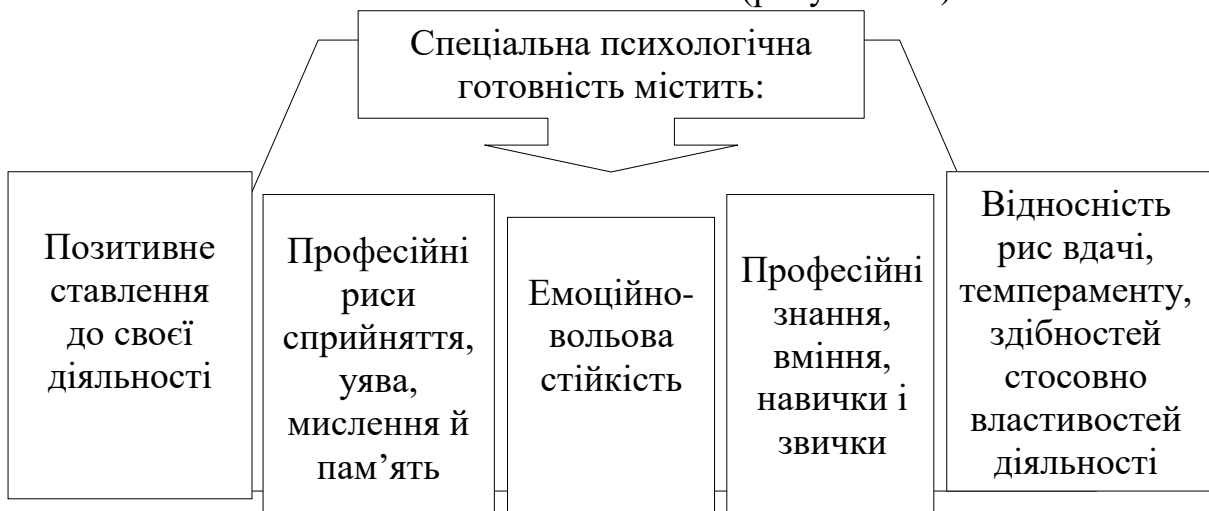 Спеціальна психологічна
готовність містить:
Позитивне
ставлення
до своєї
діяльності
Професійні
риси
сприйняття,
уява,
мислення й
пам’ять
Емоційно-
вольова
стійкість
Професійні
знання,
вміння,
навички і
звички
Відносність
рис вдачі,
темпераменту,
здібностей
стосовно
властивостей
діяльності